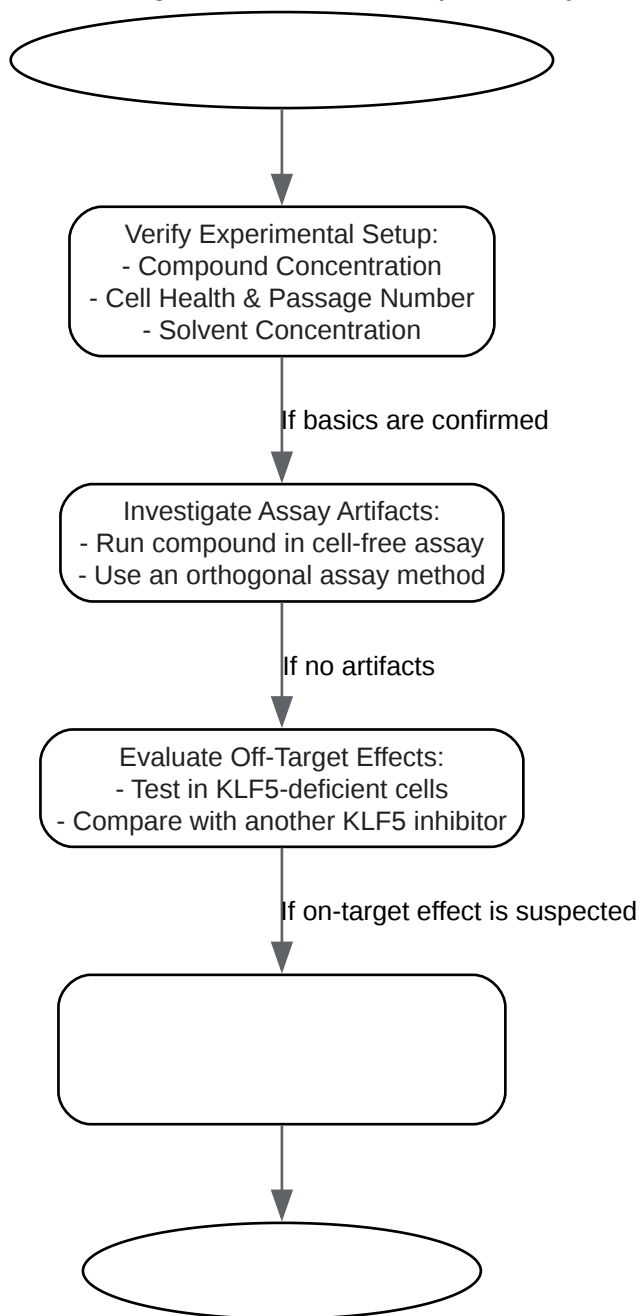 Verify Experimental Setup:
- Compound Concentration
- Cell Health & Passage Number
- Solvent Concentration
If basics are confirmed
Investigate Assay Artifacts:
- Run compound in cell-free assay
- Use an orthogonal assay method
If no artifacts
Evaluate Off-Target Effects:
- Test in KLF5-deficient cells
- Compare with another KLF5 inhibitor
If on-target effect is suspected